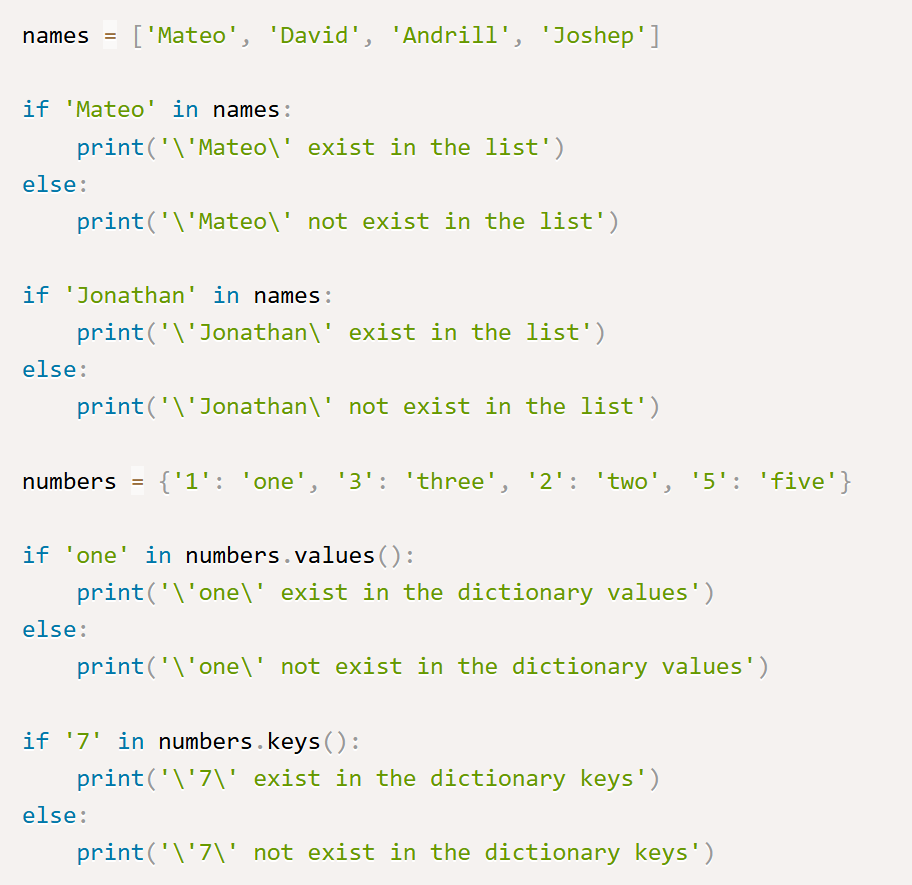 names = ['Mateo', 'David', 'Andrill', 'Joshep']

if 'Mateo' in names:
    print('\'Mateo\' exist in the list')
else:
    print('\'Mateo\' not exist in the list')

if 'Jonathan' in names:
    print('\'Jonathan\' exist in the list')
else:
    print('\'Jonathan\' not exist in the list')

numbers = {'1': 'one', '3': 'three', '2': 'two', '5': 'five'}

if 'one' in numbers.values():
    print('\'one\' exist in the dictionary values')
else:
    print('\'one\' not exist in the dictionary values')

if '7' in numbers.keys():
    print('\'7\' exist in the dictionary keys')
else:
    print('\'7\' not exist in the dictionary keys')